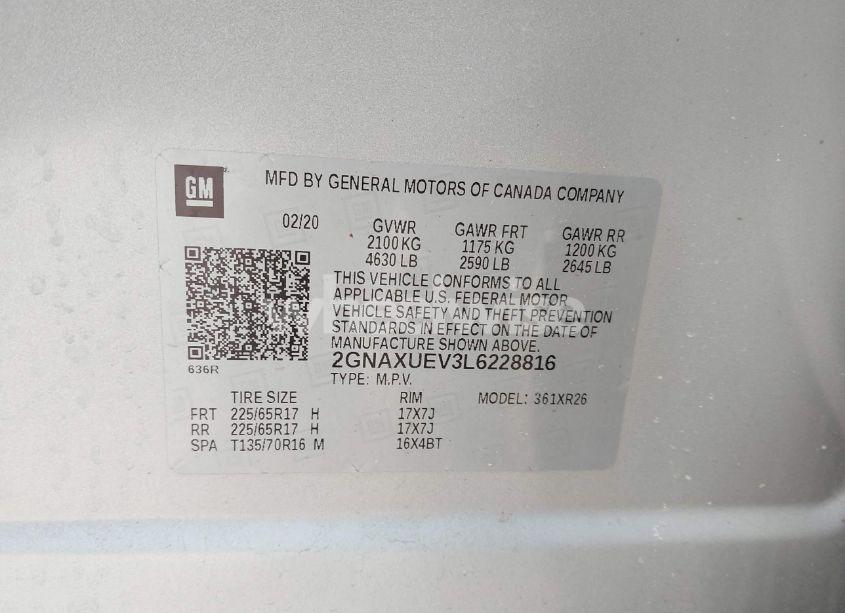 GM
MFD BY GENERAL MOTORS OF CANADA COMPANY
02/20 GVWR GAWR FRT GAWR RR
2100 KG 1175 KG 1200 KG
4630 LB 2590 LB 2645 LB
THIS VEHICLE CONFORMS TO ALL
APPLICABLE U.S. FEDERAL MOTOR
VEHICLE SAFETY AND THEFT PREVENTION
STANDARDS IN EFFECT ON THE DATE OF
MANUFACTURE SHOWN ABOVE.
636R
2GNAXUEV3L6228816
TYPE: M.P.V.
TIRE SIZE RIM MODEL: 361XR26
FRT 225/65R17 H 17X7J
RR 225/65R17 H 17X7J
SPA T135/70R16 M 16X4BT